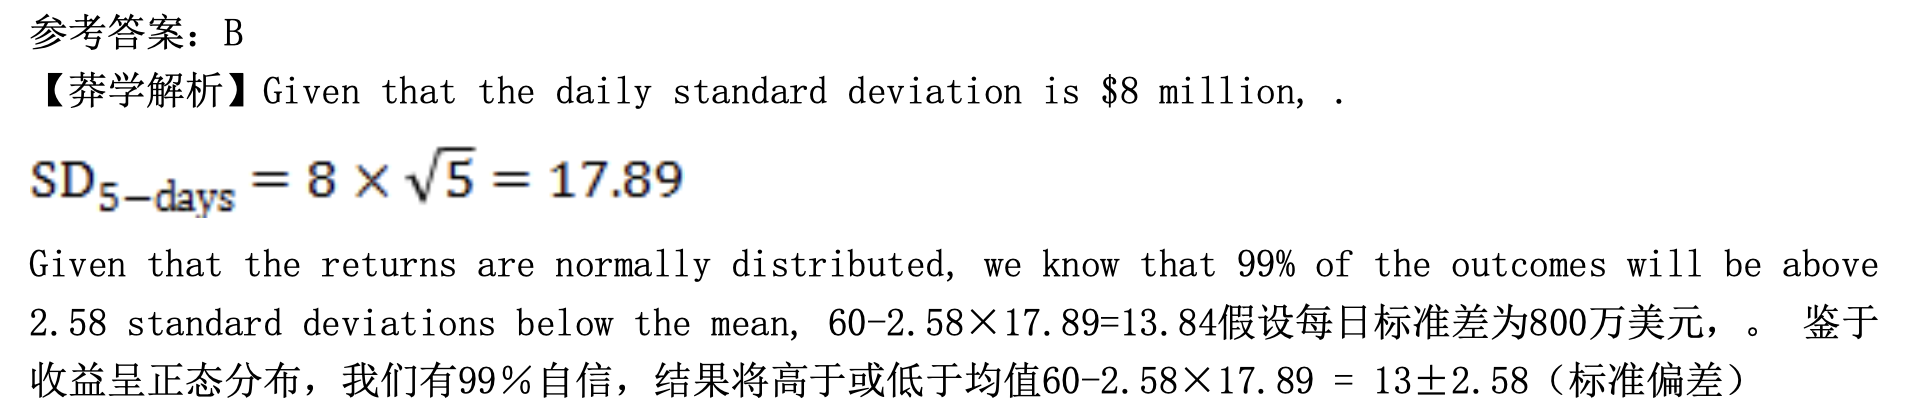 参考答案：B
【莽学解析】Given that the daily standard deviation is $8 million, .
SD5−days = 8 × √5 = 17.89
Given that the returns are normally distributed, we know that 99% of the outcomes will be above
2.58 standard deviations below the mean, 60-2.58×17.89=13.84假设每日标准差为800万美元，。 鉴于
收益呈正态分布，我们有99％自信，结果将高于或低于均值60-2.58×17.89 = 13±2.58（标准偏差）